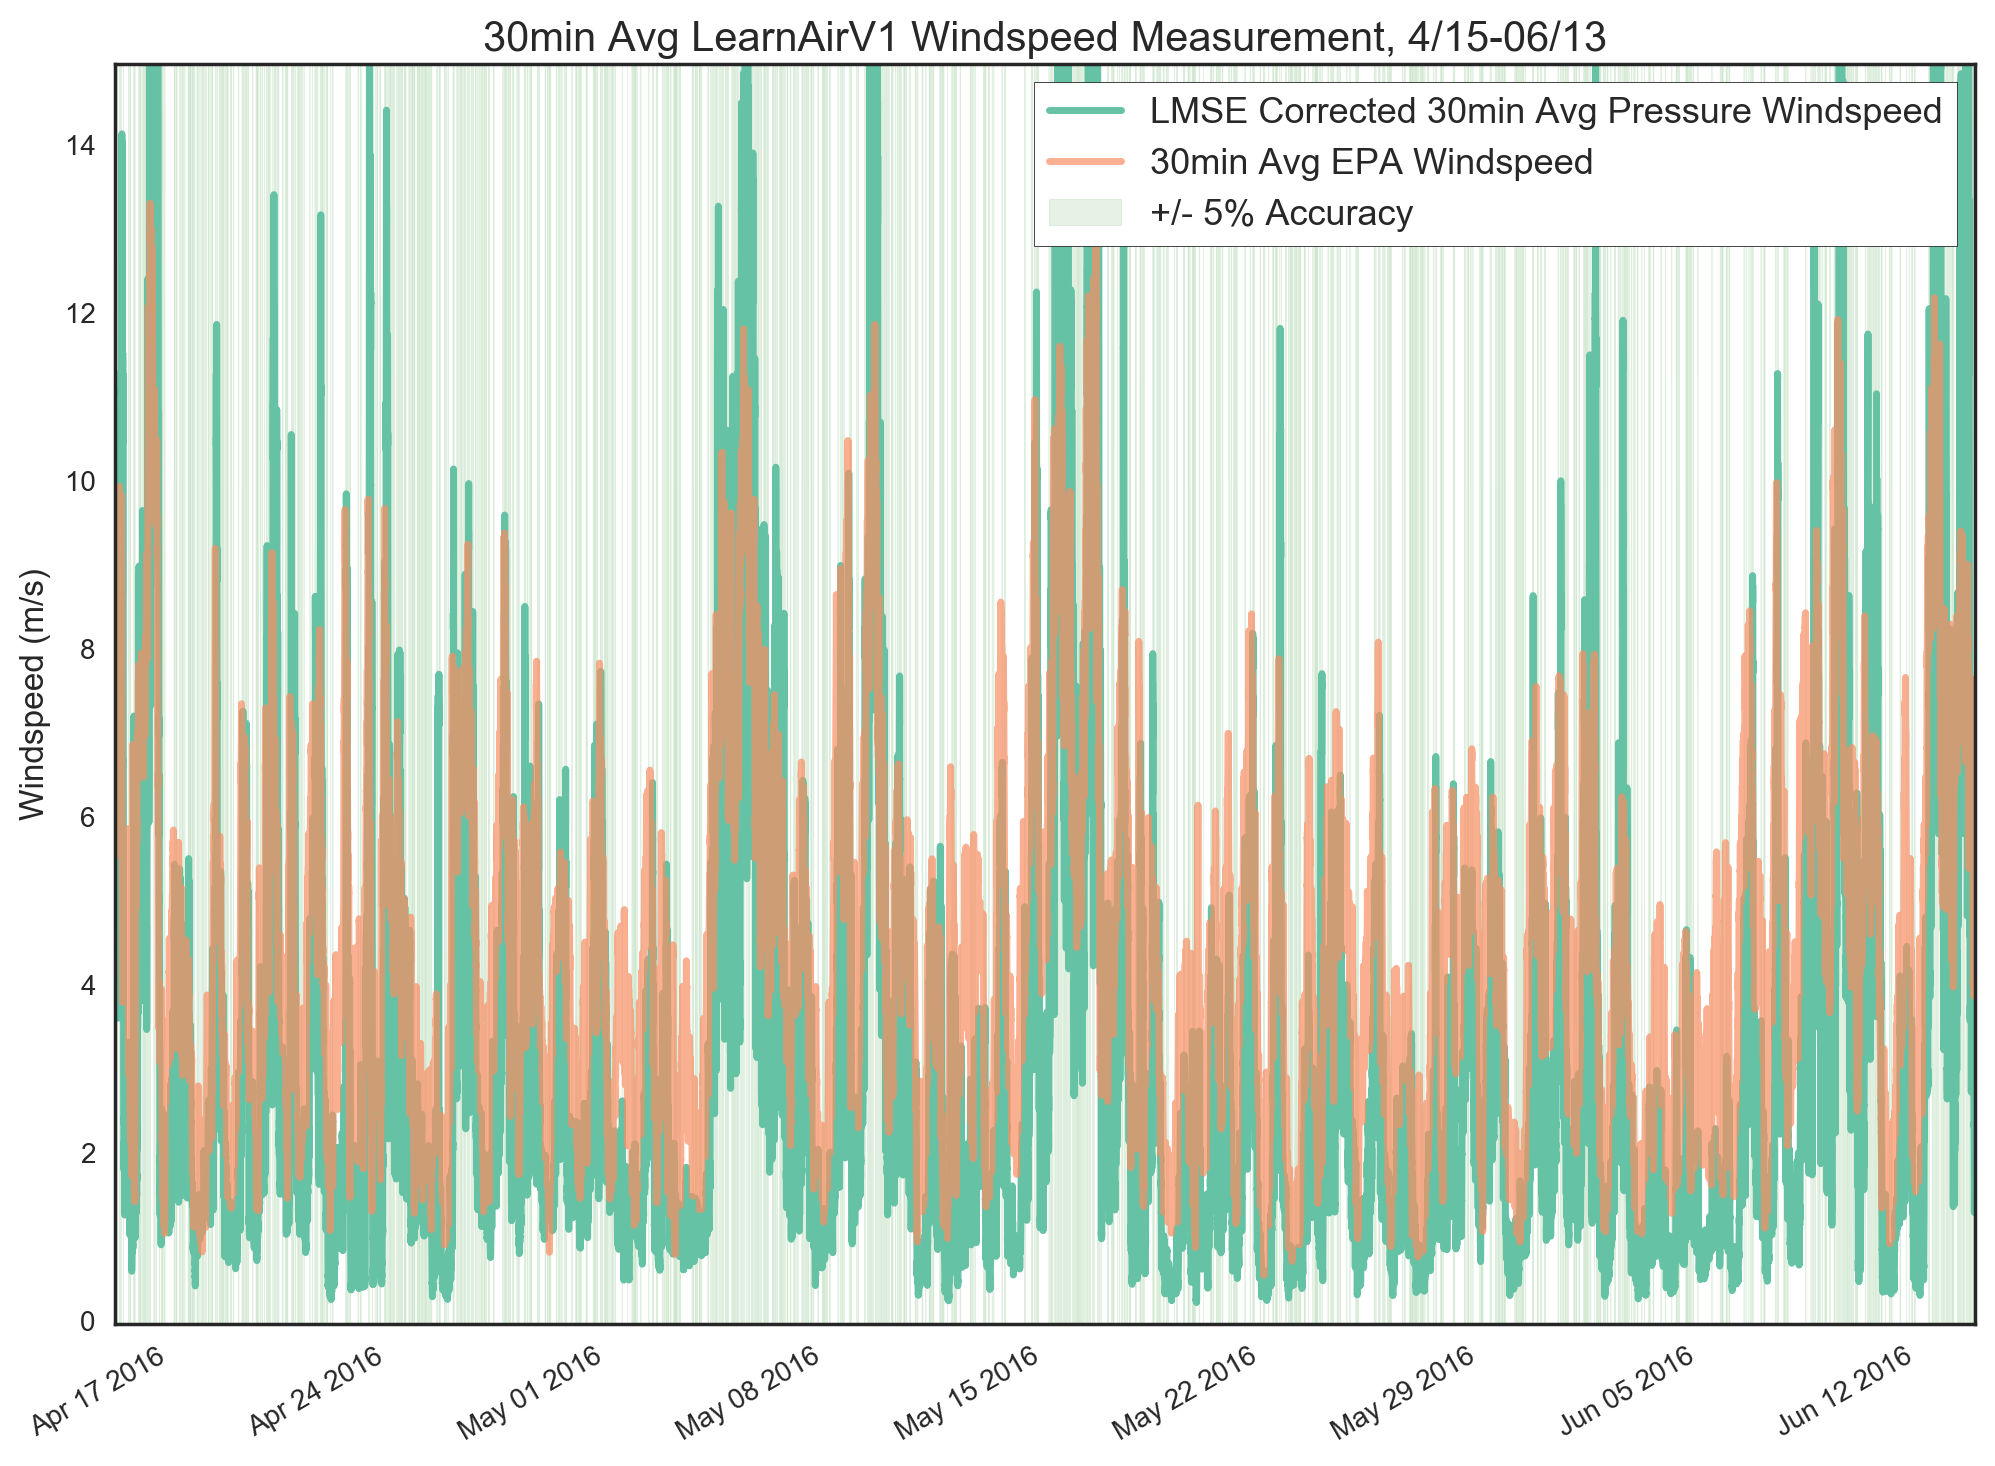 30min Avg LearnAirV1 Windspeed Measurement, 4/15-06/13
LMSE Corrected 30min Avg Pressure Windspeed
30min Avg EPA Windspeed
+/- 5% Accuracy
Windspeed (m/s)
14
12
10
8
6
4
2
0
Apr 17 2016
Apr 24 2016
May 01 2016
May 08 2016
May 15 2016
May 22 2016
May 29 2016
Jun 05 2016
Jun 12 2016